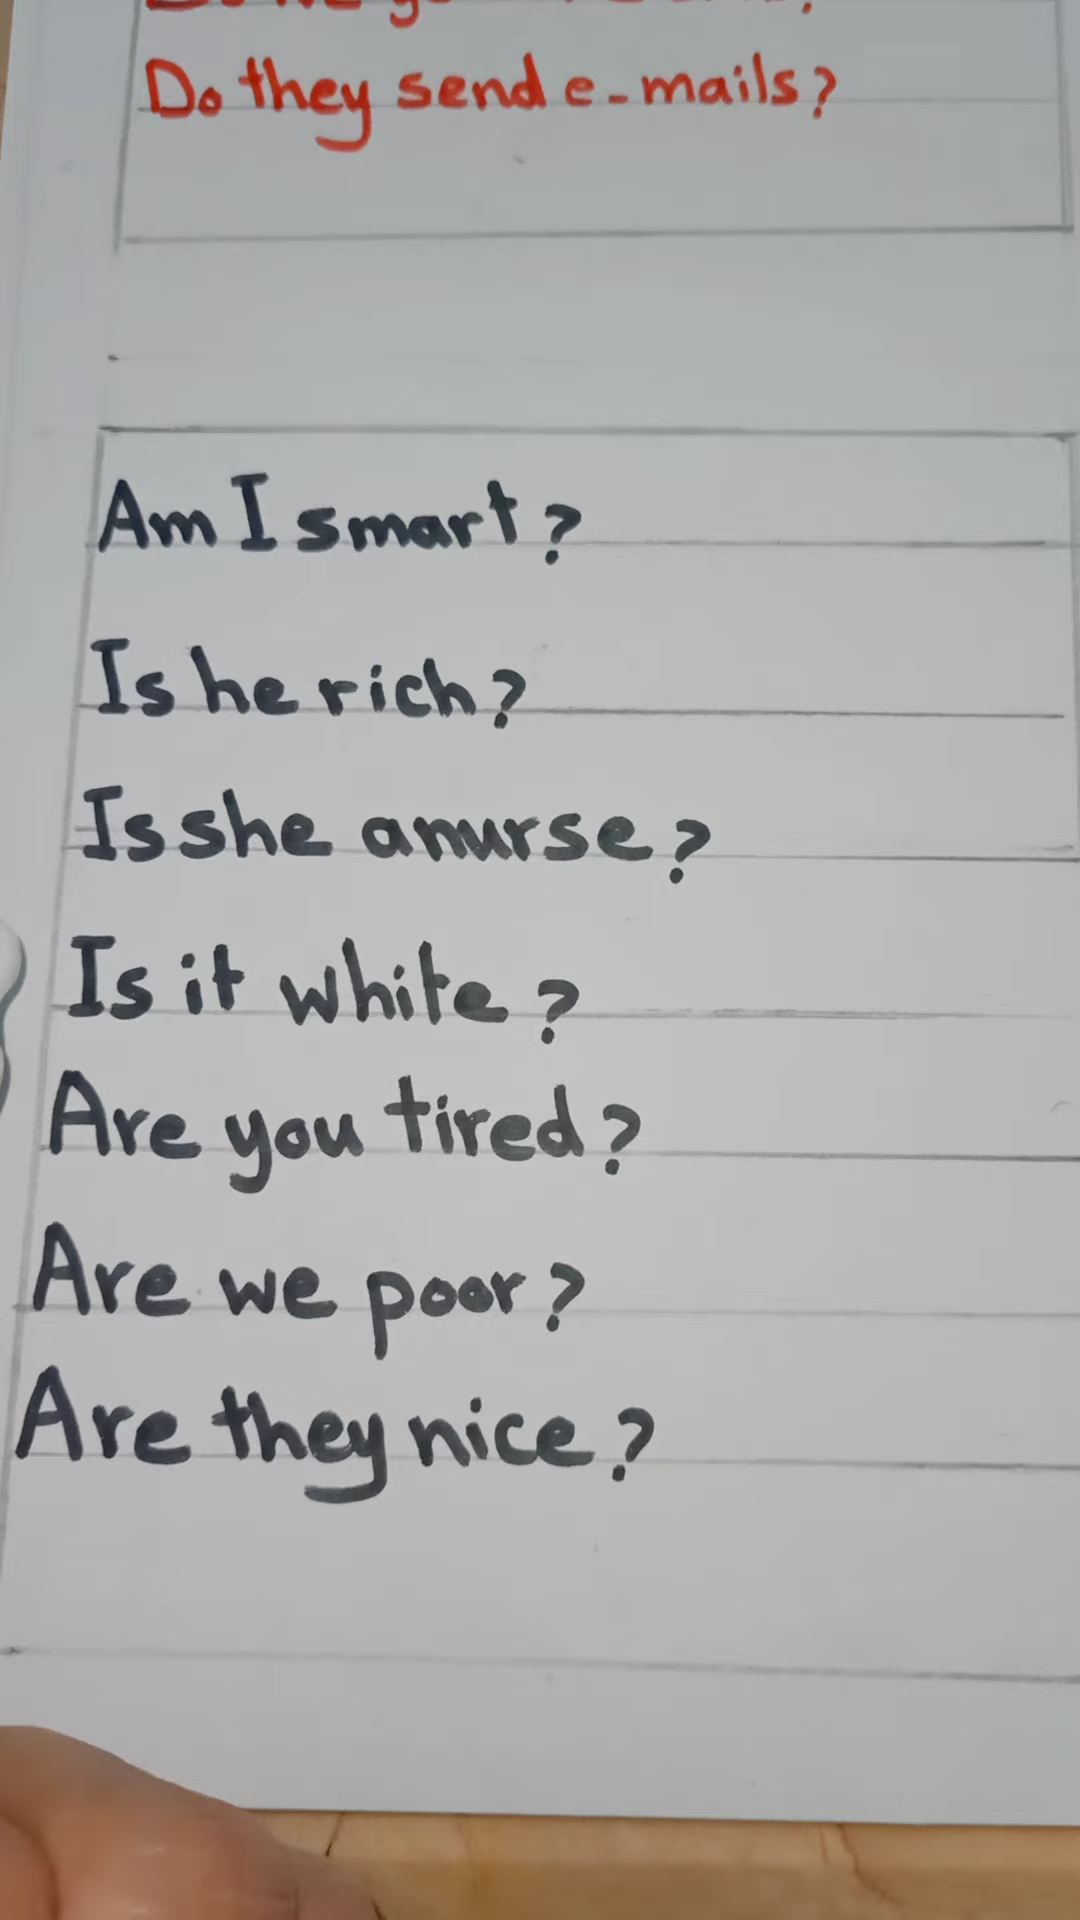 Do they send e-mails?
Am I smart?
Is he rich?
Is she a nurse?
Is it white?
Are you tired?
Are we poor?
Are they nice?